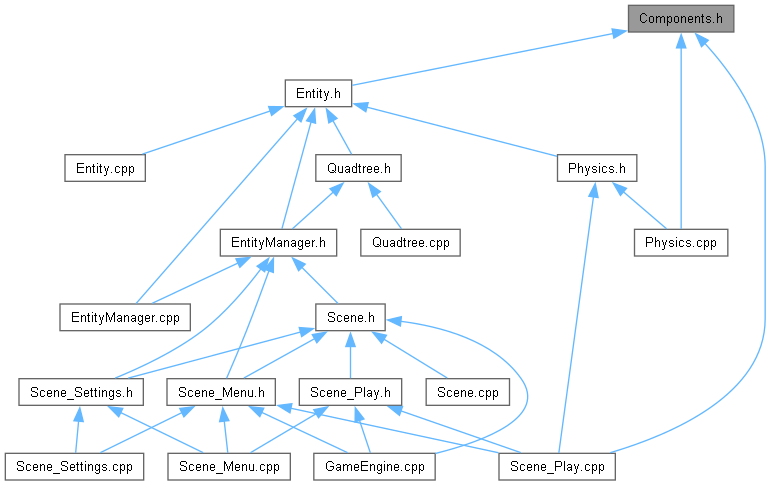 Components.h
Entity.h
Entity.cpp
Quadtree.h
Physics.h
EntityManager.h
Quadtree.cpp
Physics.cpp
EntityManager.cpp
Scene.h
Scene_Settings.h
Scene_Menu.h
Scene_Play.h
Scene.cpp
Scene_Settings.cpp
Scene_Menu.cpp
GameEngine.cpp
Scene_Play.cpp